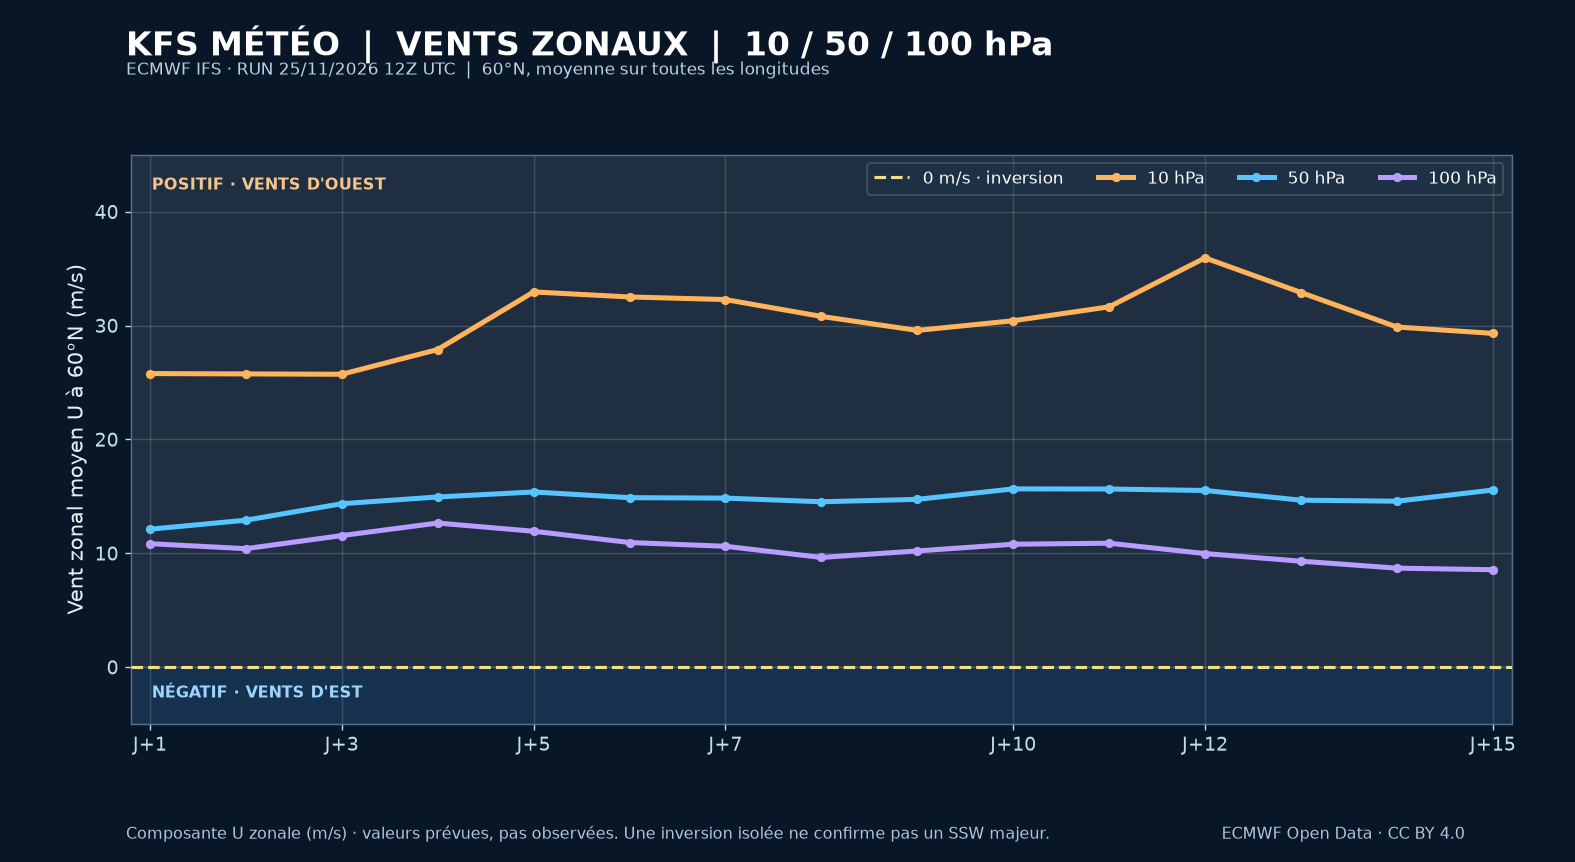 KFS MÉTÉO | VENTS ZONAUX | 10 / 50 / 100 hPa
ECMWF IFS · RUN 25/11/2026 12Z UTC | 60°N, moyenne sur toutes les longitudes
POSITIF · VENTS D'OUEST
0 m/s · inversion 10 hPa 50 hPa 100 hPa
Vent zonal moyen U à 60°N (m/s)
40
30
20
10
0
NÉGATIF · VENTS D'EST
J+1 J+3 J+5 J+7 J+10 J+12 J+15
Composante U zonale (m/s) · valeurs prévues, pas observées. Une inversion isolée ne confirme pas un SSW majeur.
ECMWF Open Data · CC BY 4.0